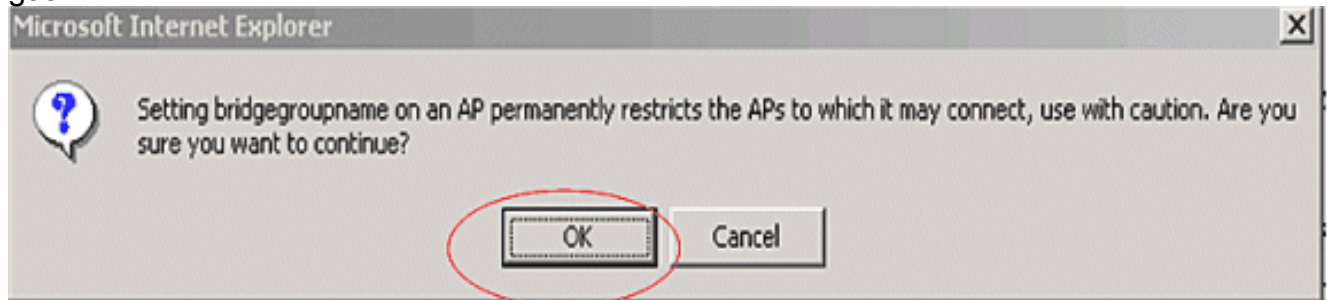 Microsoft Internet Explorer
Setting bridgegroupname on an AP permanently restricts the APs to which it may connect, use with caution. Are you
sure you want to continue?
OK
Cancel